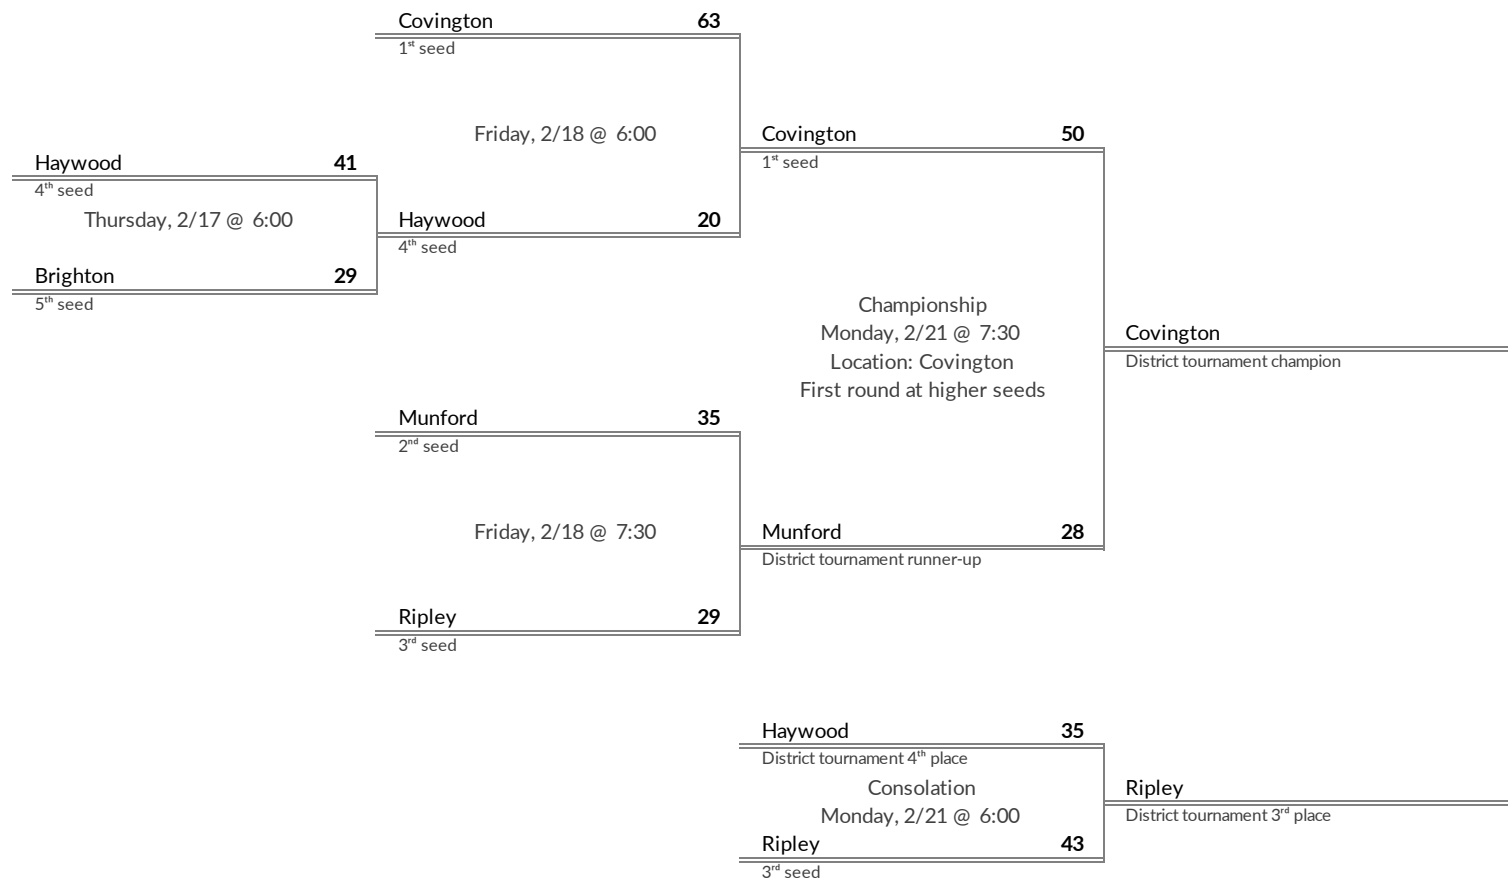 Covington 63
1st seed
Friday, 2/18 @ 6:00
Covington 50
1st seed
Haywood 41
4th seed
Thursday, 2/17 @ 6:00
Haywood 20
4th seed
Brighton 29
5th seed
Championship
Monday, 2/21 @ 7:30
Location: Covington
First round at higher seeds
Covington
District tournament champion
Munford 35
2nd seed
Friday, 2/18 @ 7:30
Munford 28
District tournament runner-up
Ripley 29
3rd seed
Haywood 35
District tournament 4th place
Consolation
Monday, 2/21 @ 6:00
Ripley
District tournament 3rd place
Ripley 43
3rd seed